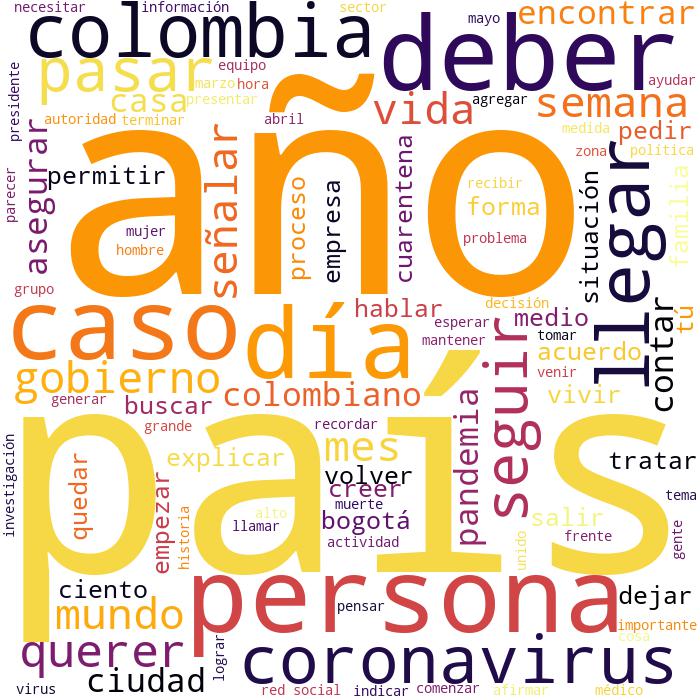 necesitar
información
sector
mayo
encontrar
colombia
deber
pasar
equipo
presidente
casa
marzo
hora
presentar
ayudar
vida
agregar
semana
autoridad
terminar
abril
medida
pedir
política
zona
año
asegurar
señalar
permitir
parecer
mujer
hombre
proceso
empresa
cuarentena
recibir
forma
problema
situación
llegar
familia
grupo
caso
día
hablar
decisión
esperar
mantener
medio
tomar
acuerdo
venir
contar
tú
gobierno
colombiano
vivir
generar
buscar
grande
recordar
seguir
país
investigación
quedar
empezar
historia
explicar
mes
volver
creer
muerte
bogotá
actividad
alto
llamar
pandemia
salir
frente
unido
tratar
tema
gente
ciento
persona
pensar
dejar
mundo
importante
cosa
querer
ciudad
lograr
coronavirus
virus
red social
indicar
comenzar
afirmar
médico